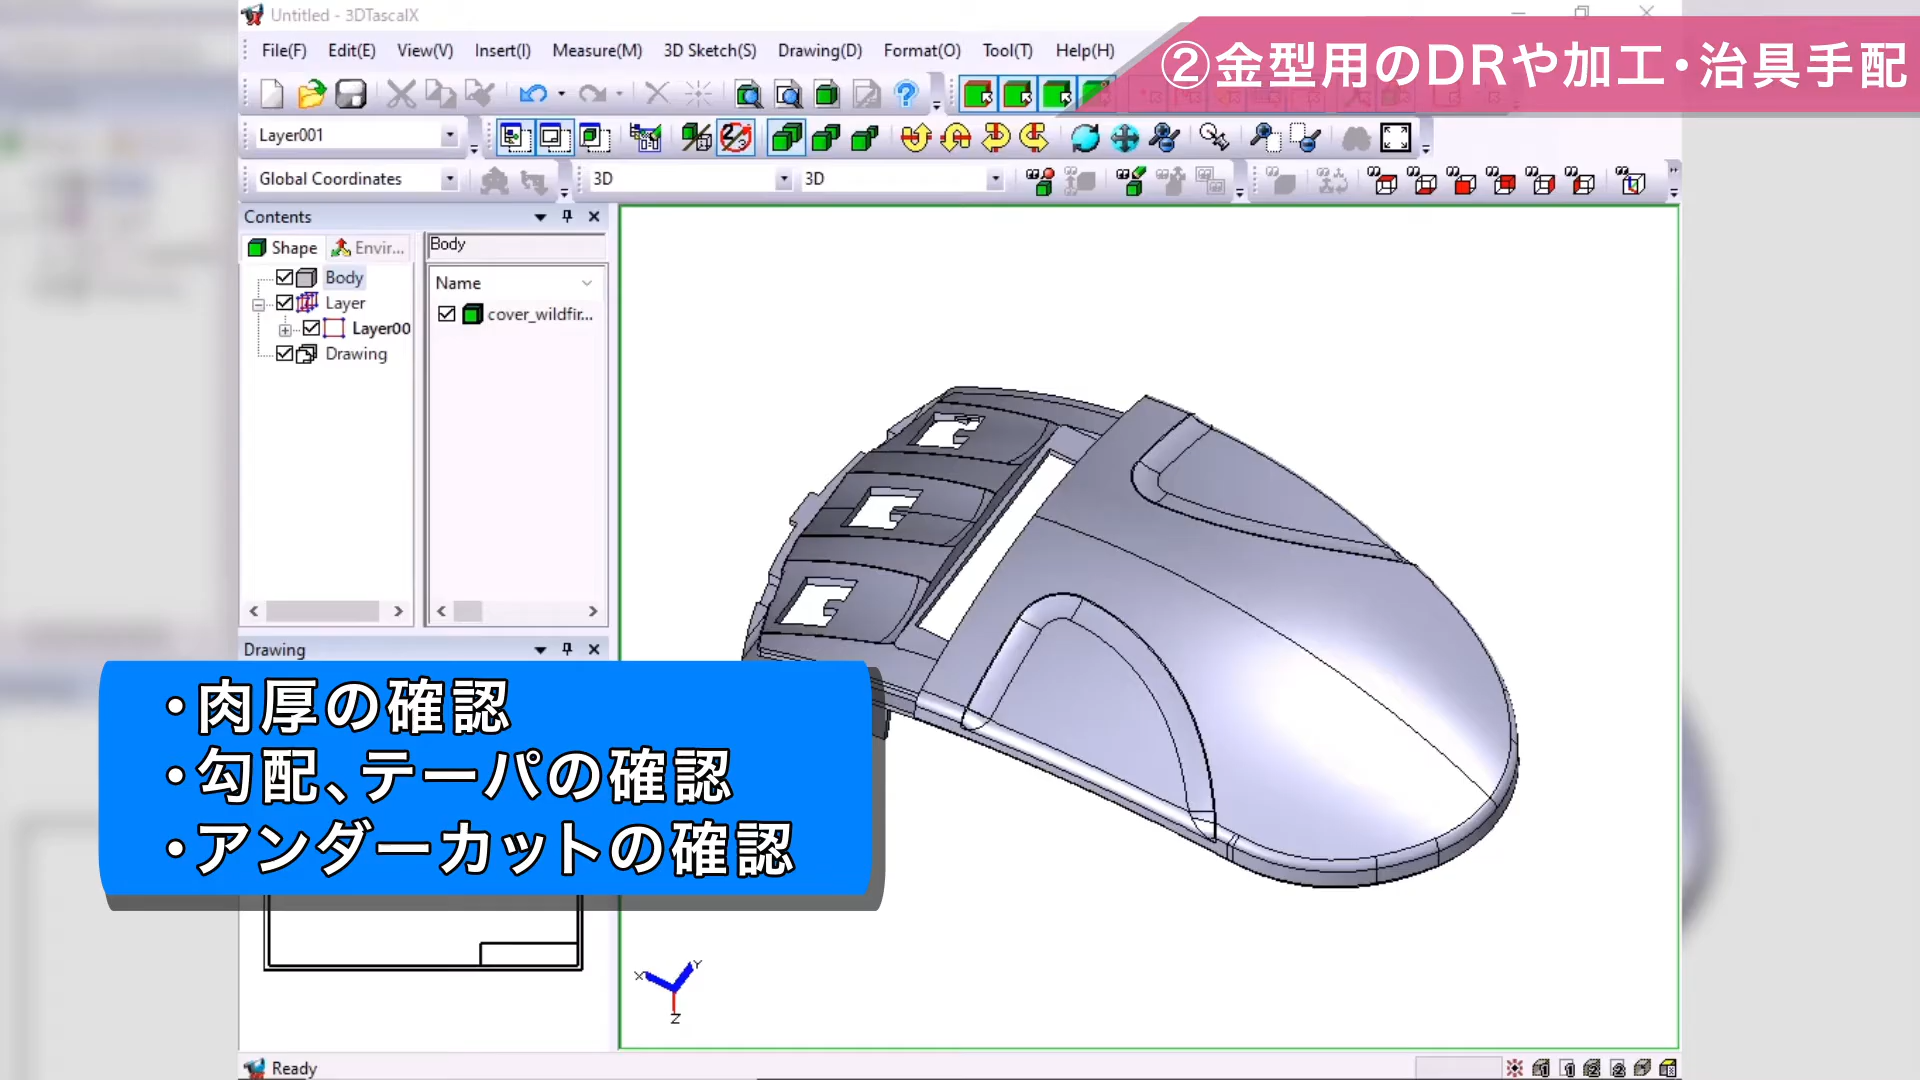 Untitled - 3DTascalX
②金型用のDRや加工・治具手配
File(F) Edit(E) View(V) Insert(I) Measure(M) 3D Sketch(S) Drawing(D) Format(O) Tool(T) Help(H)
Layer001
Global Coordinates 3D 3D
Contents
Shape Envir... Body
Body
Name
Layer
cover_wildfir...
Layer00
Drawing
Drawing
・肉厚の確認
・勾配、テーパの確認
・アンダーカットの確認
X Y
Z
Ready